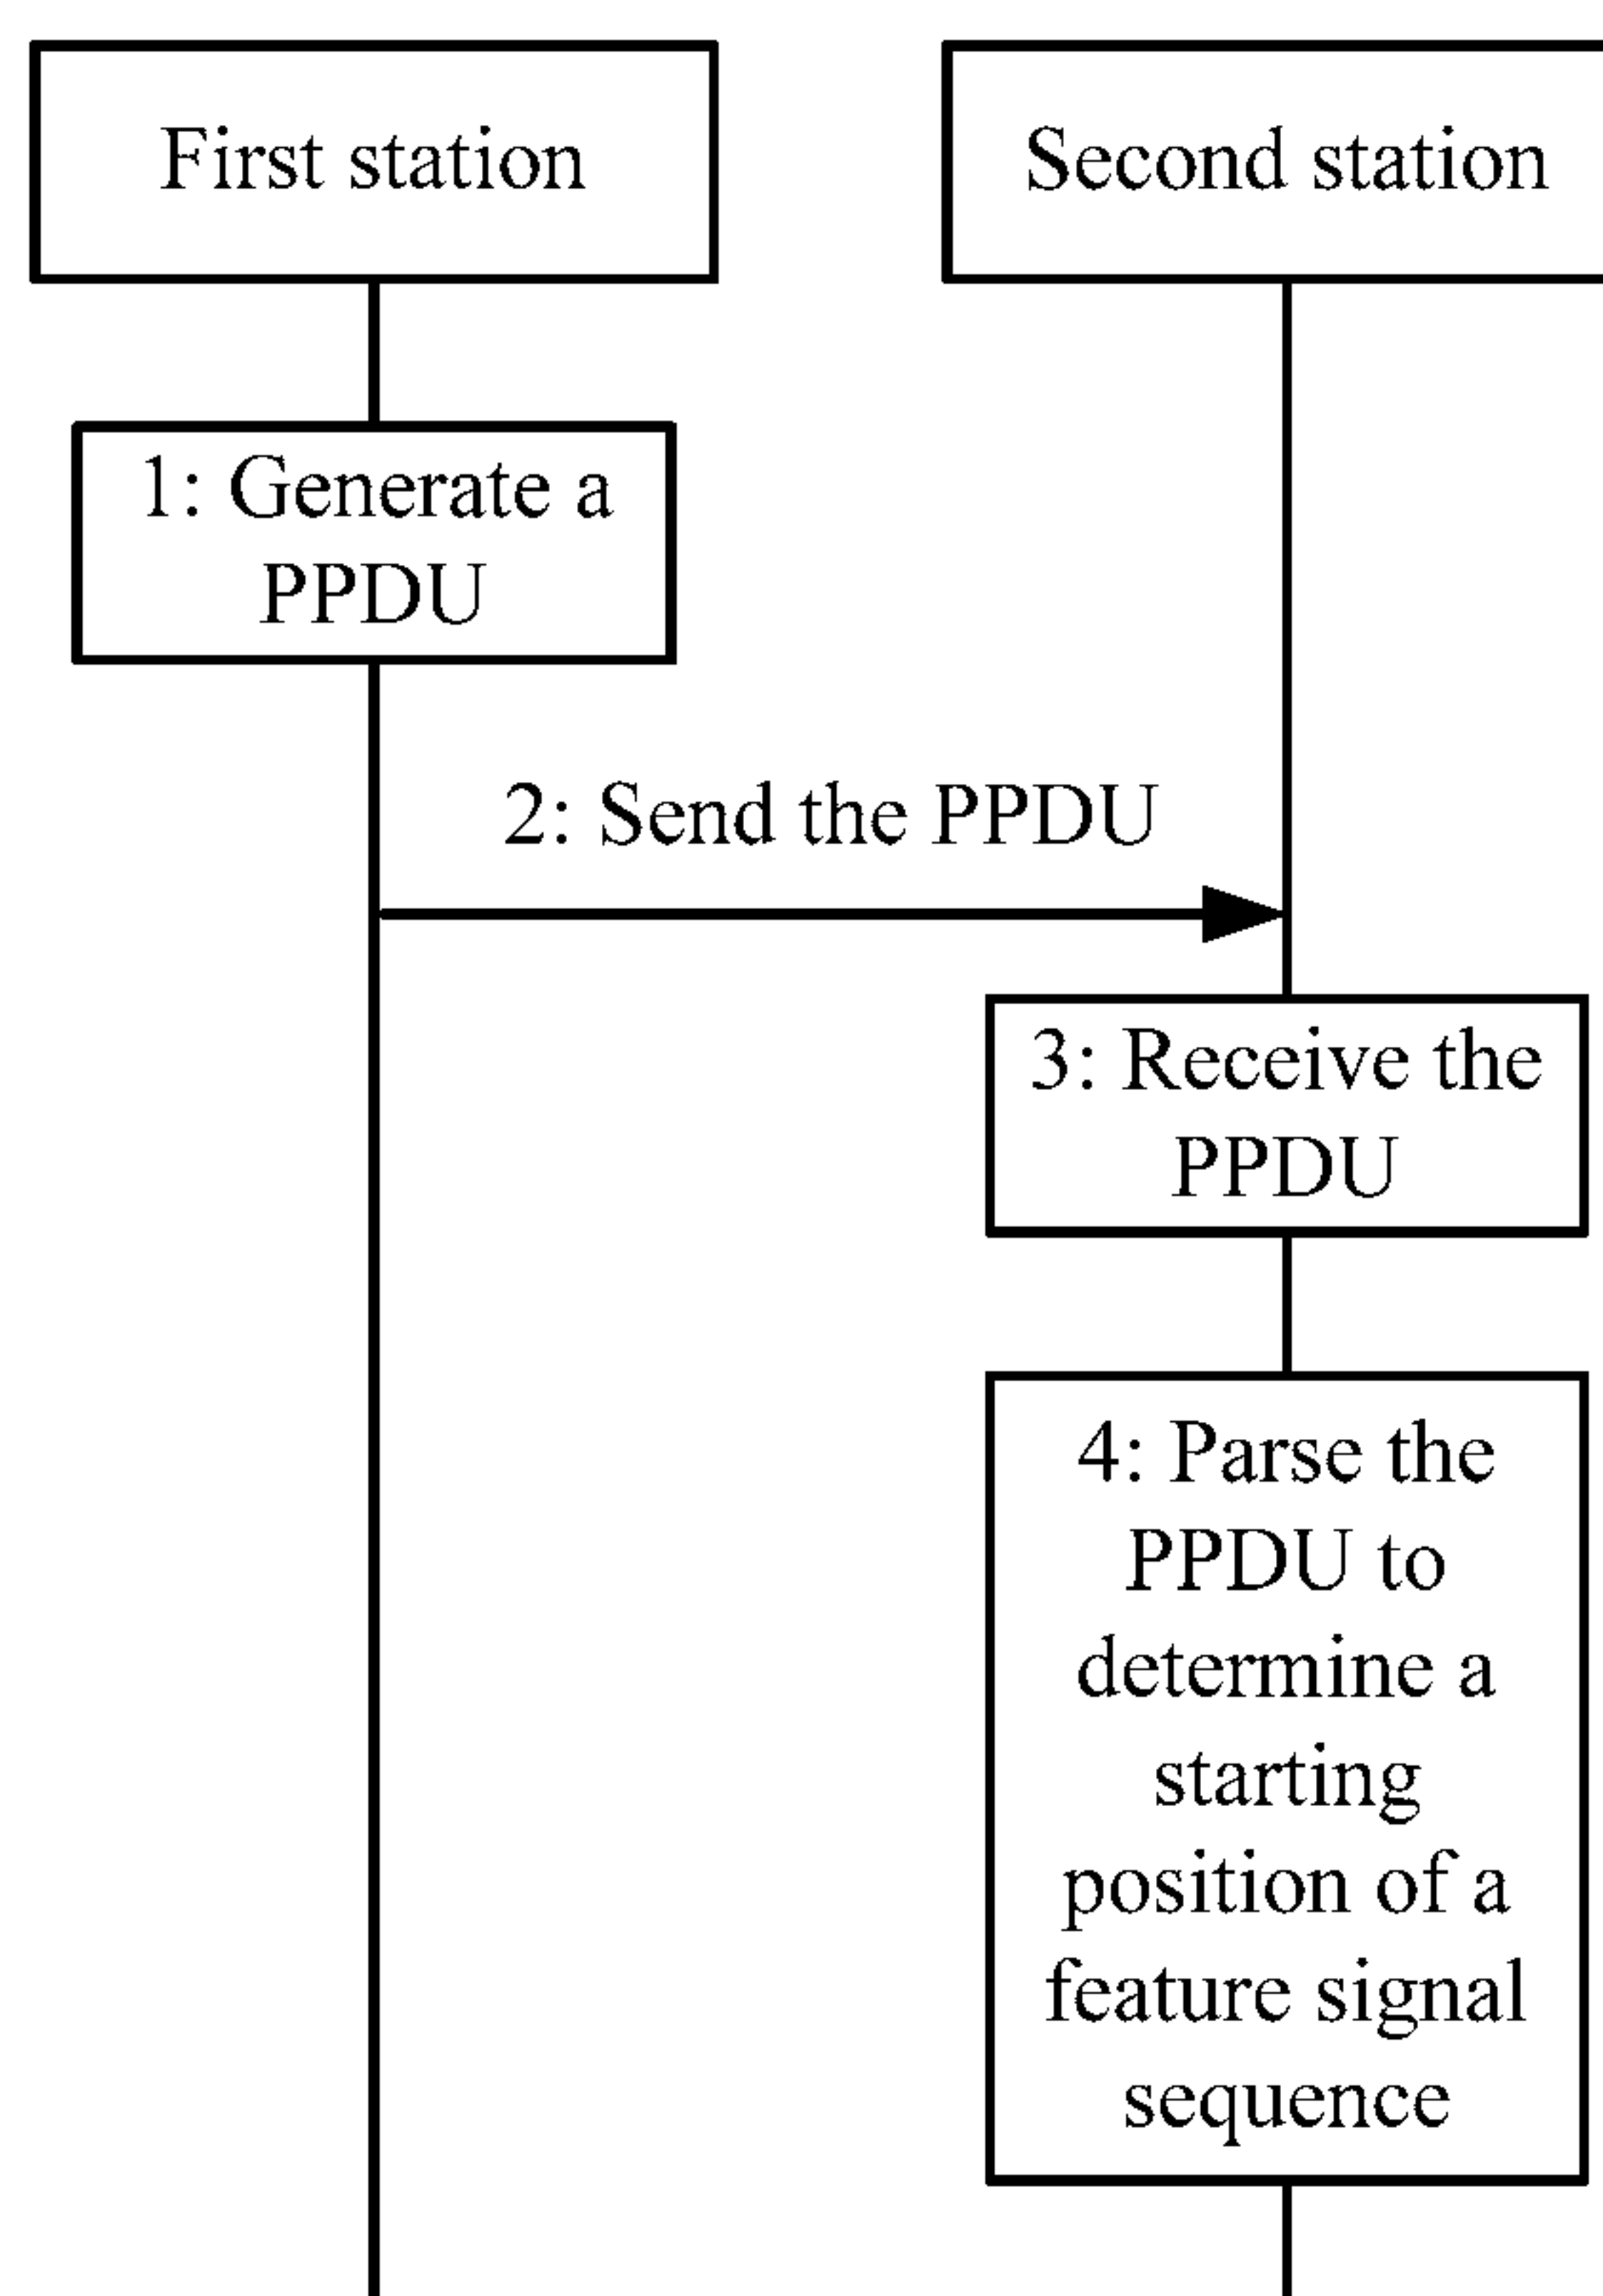 First station
Second station
1: Generate a
PPDU
2: Send the PPDU
3: Receive the
PPDU
4: Parse the
PPDU to
determine a
starting
position of a
feature signal
sequence